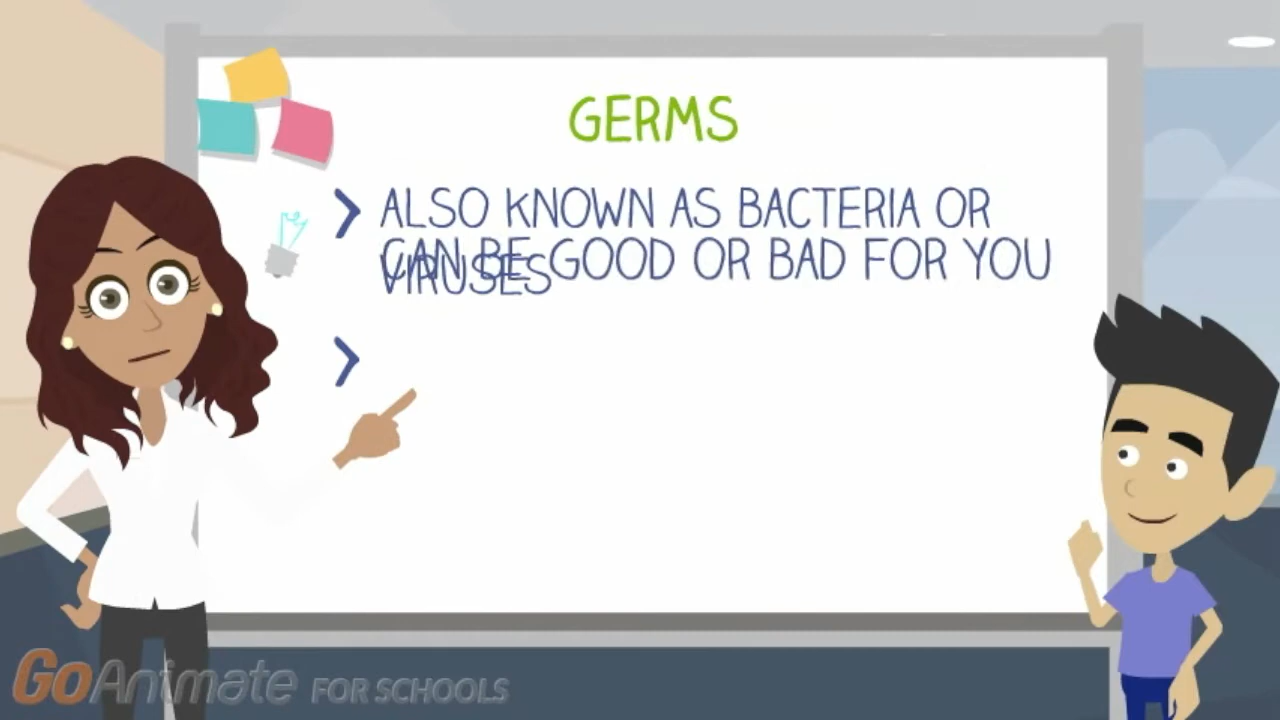 GERMS
ALSO KNOWN AS BACTERIA OR
VIRUSES
CAN BE GOOD OR BAD FOR YOU
GoAnimate FOR SCHOOLS